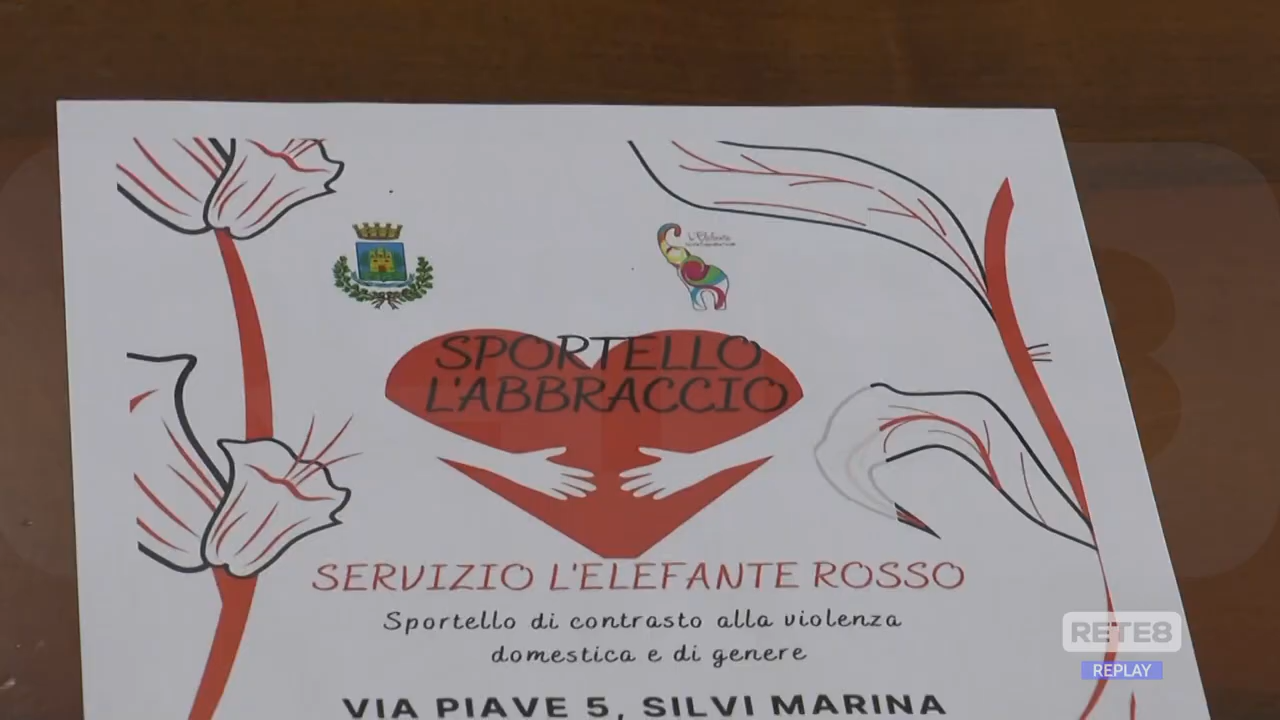 L'Elefante
SPORTELLO
L'ABBRACCIO
SERVIZIO L'ELEFANTE ROSSO
Sportello di contrasto alla violenza
domestica e di genere
VIA PIAVE 5, SILVI MARINA
RETE8
REPLAY